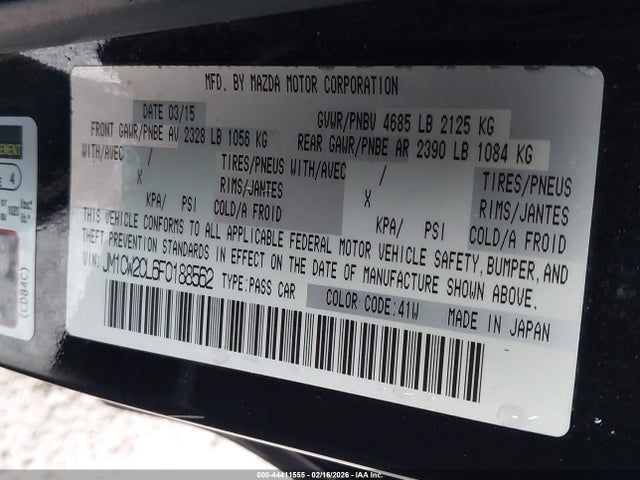 MFD. BY MAZDA MOTOR CORPORATION
DATE 03/15 GVWR/PNBV 4685 LB 2125 KG
FRONT GAWR/PNBE AV 2328 LB 1056 KG REAR GAWR/PNBE AR 2390 LB 1084 KG
WITH/AVEC / TIRES/PNEUS WITH/AVEC / TIRES/PNEUS
X RIMS/JANTES X RIMS/JANTES
KPA/ PSI COLD/A FROID KPA/ PSI COLD/A FROID
THIS VEHICLE CONFORMS TO ALL APPLICABLE FEDERAL MOTOR VEHICLE SAFETY, BUMPER, AND
THEFT PREVENTION STANDARDS IN EFFECT ON THE DATE OF MANUFACTURE SHOWN ABOVE.
VIN: JM1CW2CL6F0188562 TYPE:PASS CAR COLOR CODE:41W MADE IN JAPAN
4
(CD84C)
000-44411555 - 02/16/2026 - IAA Inc.